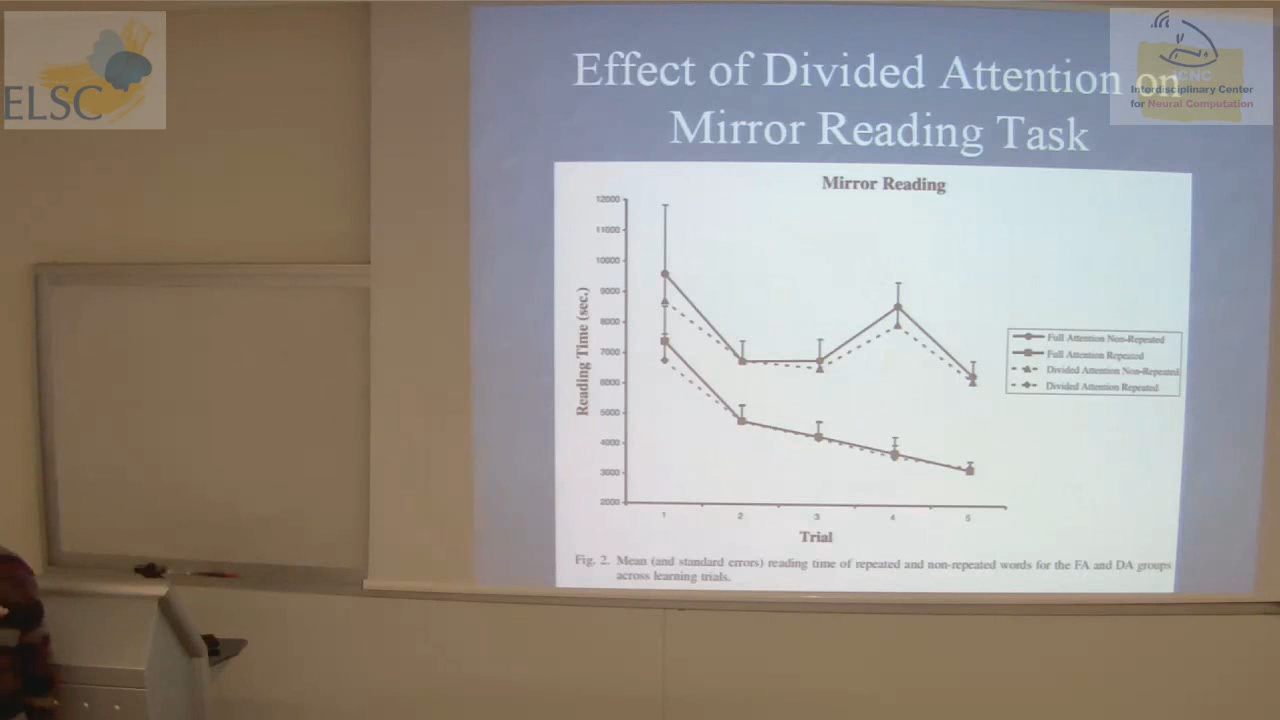 ELSC
ICNC
Interdisciplinary Center
for Neural Computation
Effect of Divided Attention on
Mirror Reading Task
Mirror Reading
12000
11000
10000
9000
8000
7000
6000
5000
4000
3000
2000
Reading Time (sec.)
1 2 3 4 5
Trial
Full Attention Non-Repeated
Full Attention Repeated
Divided Attention Non-Repeated
Divided Attention Repeated
Fig. 2. Mean (and standard errors) reading time of repeated and non-repeated words for the FA and DA groups
across learning trials.